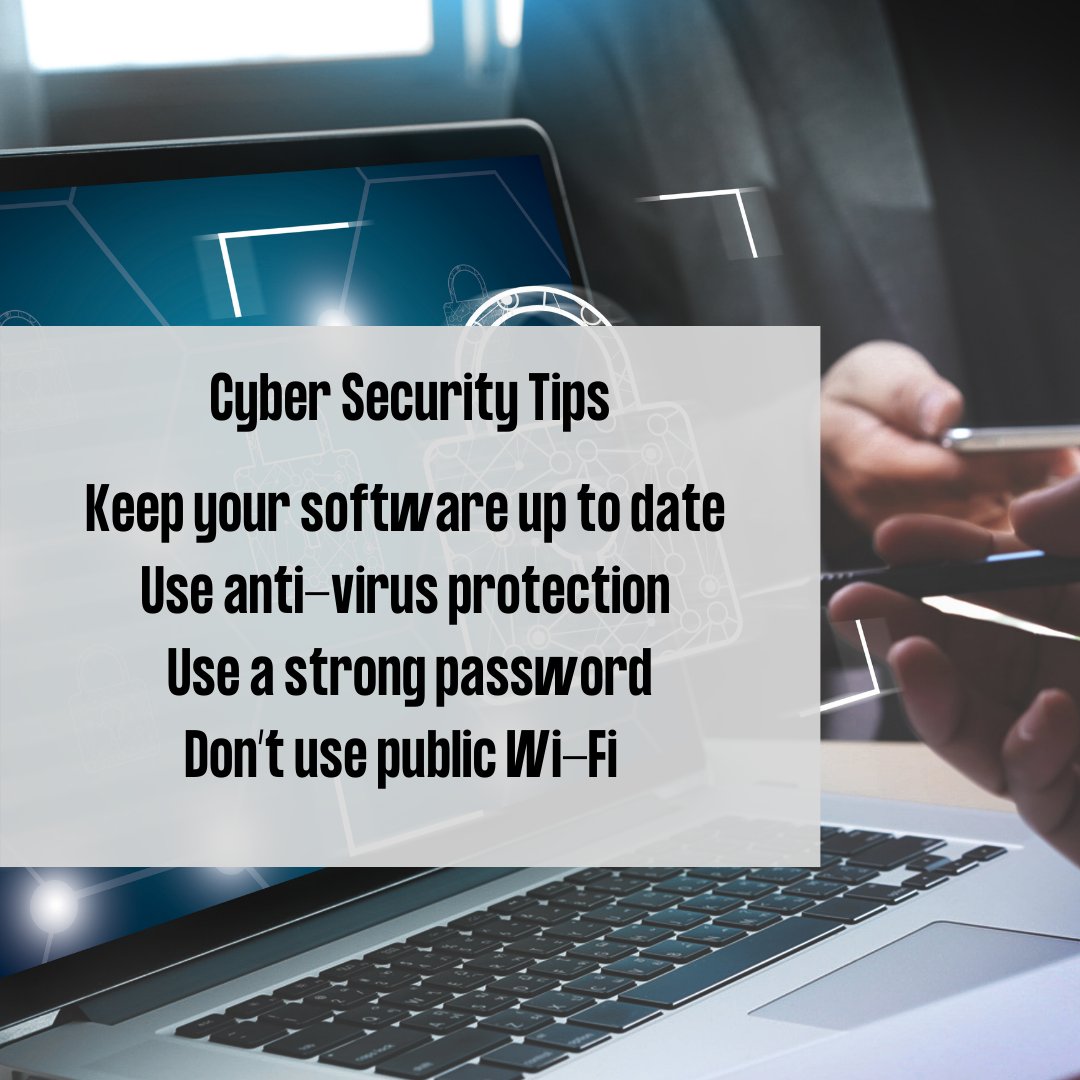 Cyber Security Tips
Keep your software up to date
Use anti-virus protection
Use a strong password
Don't use public Wi-Fi